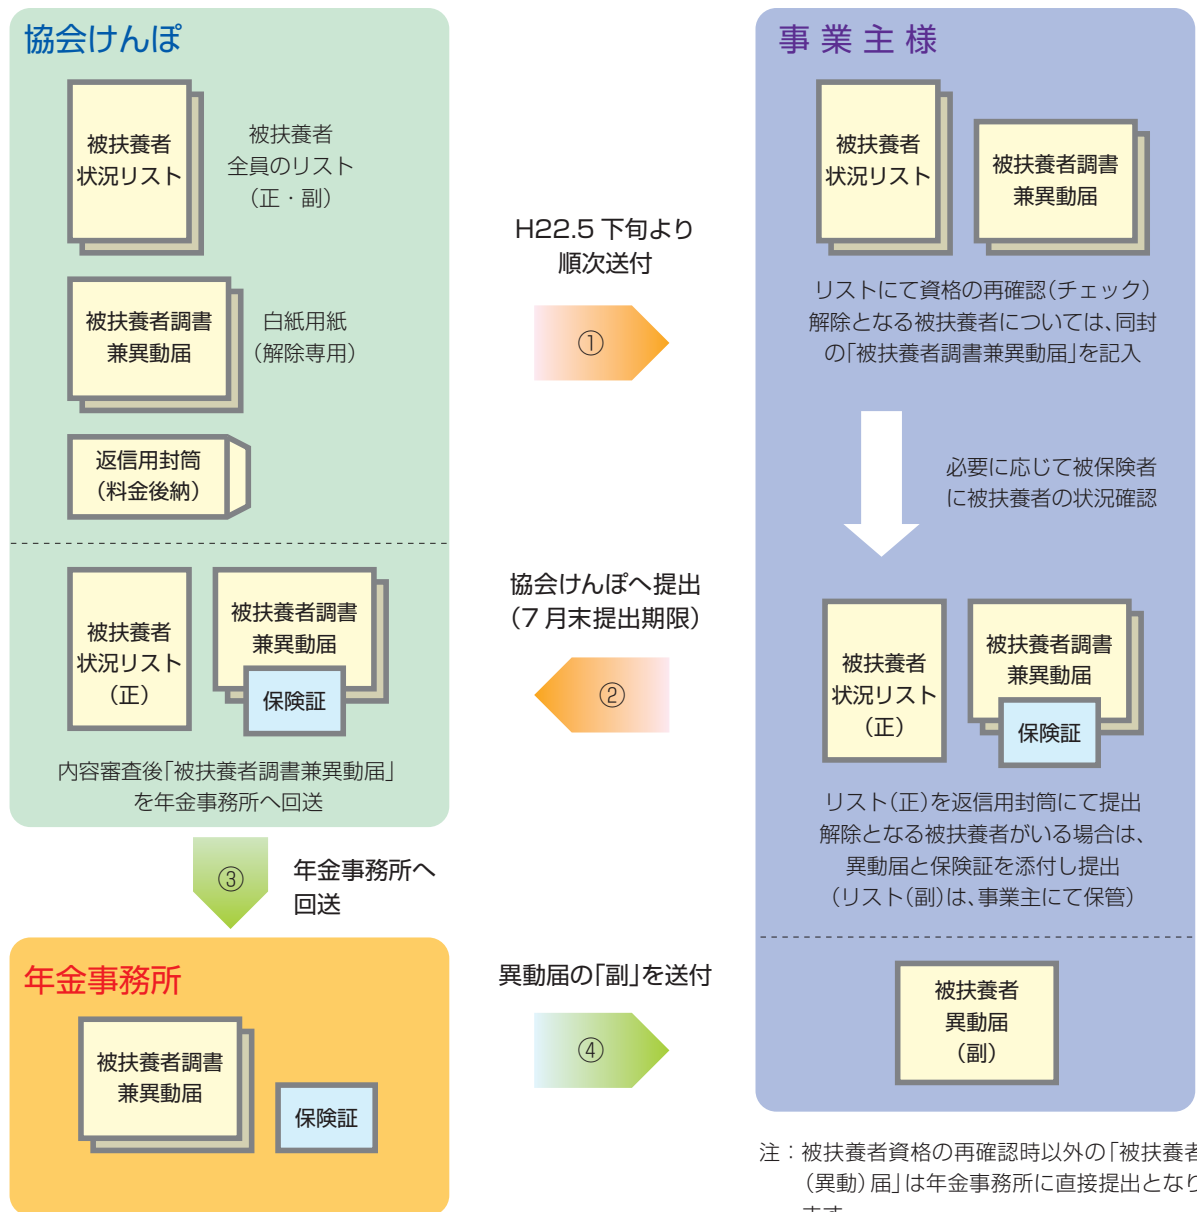 協会けんぽ
被扶養者
状況リスト
被扶養者
全員のリスト
（正・副）
被扶養者調書
兼異動届
白紙用紙
（解除専用）
返信用封筒
（料金後納）
H22.5 下旬より
順次送付
①
事業主様
被扶養者
状況リスト
被扶養者調書
兼異動届
リストにて資格の再確認（チェック）
解除となる被扶養者については、同封
の「被扶養者調書兼異動届」を記入
必要に応じて被保険者
に被扶養者の状況確認
被扶養者
状況リスト
（正）
被扶養者調書
兼異動届
保険証
リスト（正）を返信用封筒にて提出
解除となる被扶養者がいる場合は、
異動届と保険証を添付し提出
（リスト（副）は、事業主にて保管）
協会けんぽへ提出
（7 月末提出期限）
②
被扶養者
状況リスト
（正）
被扶養者調書
兼異動届
保険証
内容審査後「被扶養者調書兼異動届」
を年金事務所へ回送
③
年金事務所へ
回送
年金事務所
被扶養者調書
兼異動届
保険証
異動届の「副」を送付
④
被扶養者
異動届
（副）
注：被扶養者資格の再確認時以外の「被扶養者
（異動）届」は年金事務所に直接提出となり
ます